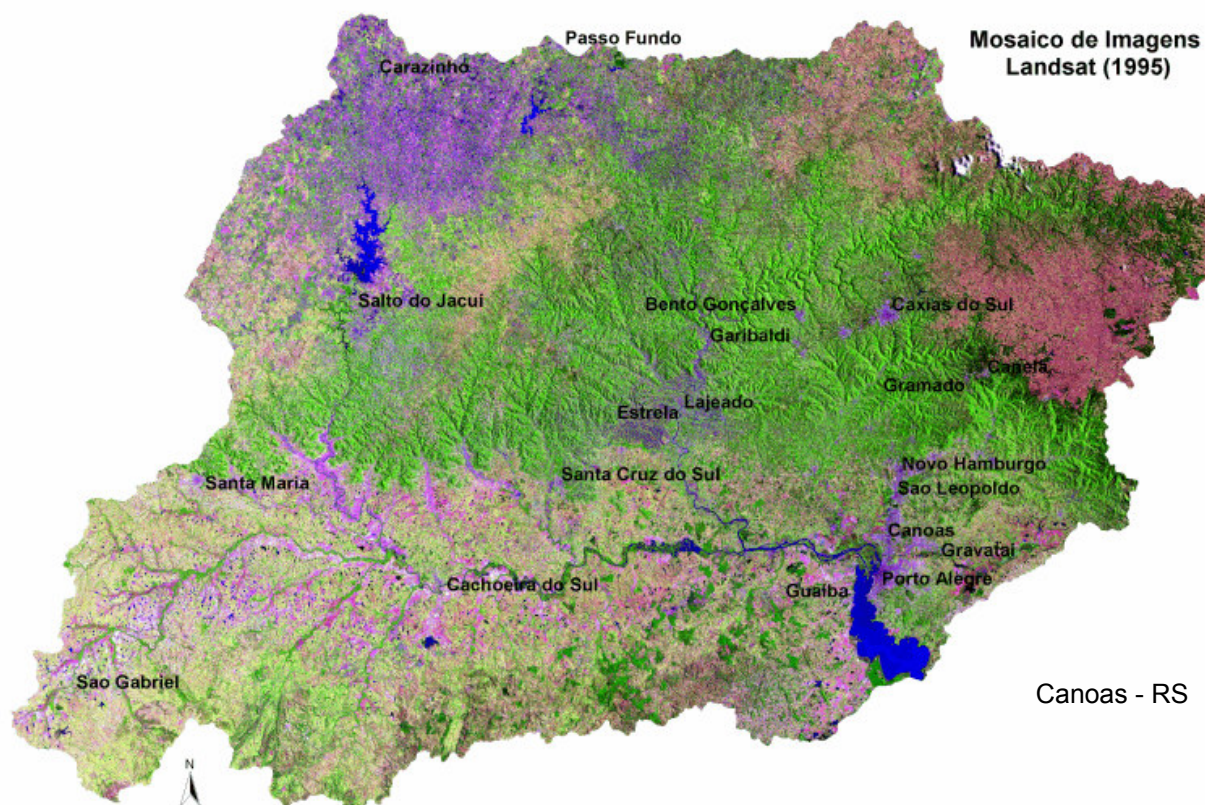 Passo Fundo
Mosaico de Imagens
Landsat (1995)
Carazinho
Salto do Jacui
Bento Gonçalves
Caxias do Sul
Garibaldi
Canela
Gramado
Lajeado
Estrela
Santa Maria
Santa Cruz do Sul
Novo Hamburgo
Sao Leopoldo
Canoas
Gravatai
Cachoeira do Sul
Guaiba
Porto Alegre
Sao Gabriel
Canoas - RS
N